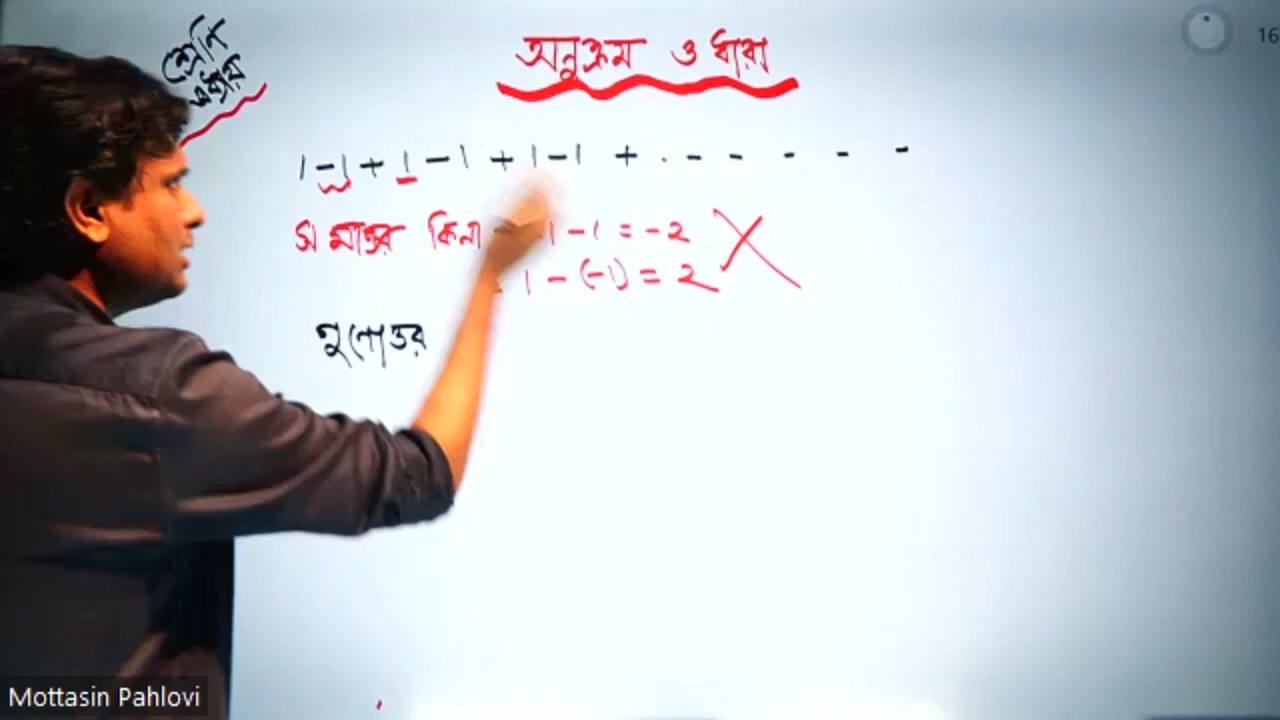 শ্রেণি
অনুক্রম ও ধারা
16
1 - 1 + 1 - 1 + 1 - 1 + . - - - - -
সমান্তর কিনা -1 - 1 = -2
1 - (-1) = 2
গুণোত্তর
Mottasin Pahlovi